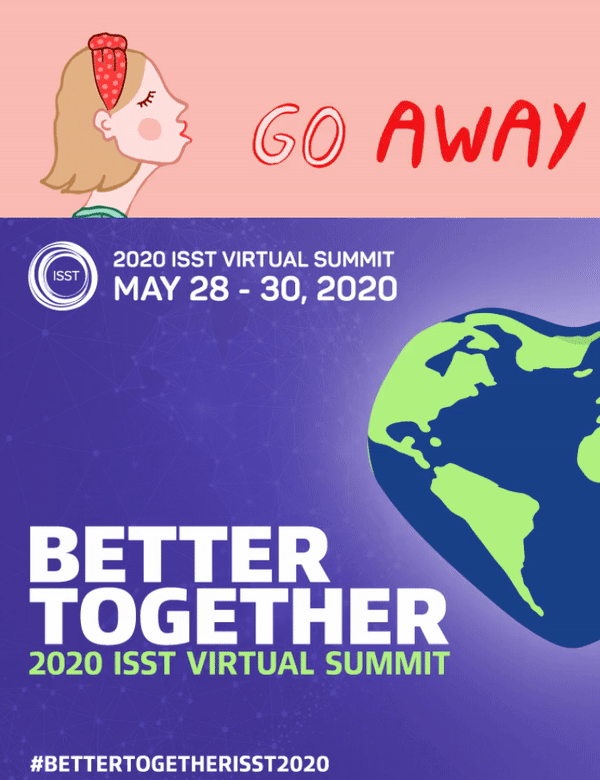 GO AWAY
ISST
2020 ISST VIRTUAL SUMMIT
MAY 28 - 30, 2020
BETTER
TOGETHER
2020 ISST VIRTUAL SUMMIT
#BETTERTOGETHERISST2020